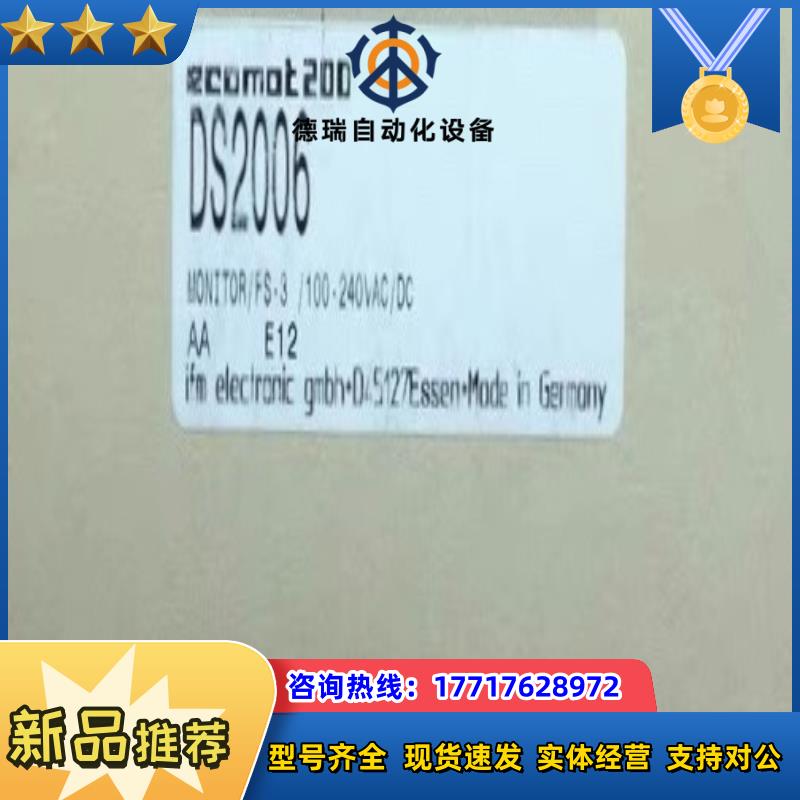 ecomat200
德瑞自动化设备
DS2006
MONITOR/FS-3 /100-240VAC/DC
AA E12
ifm electronic gmbh•D-45127Essen•Made in Germany
咨询热线：17717628972
新品推荐
型号齐全 现货速发 实体经营 支持对公